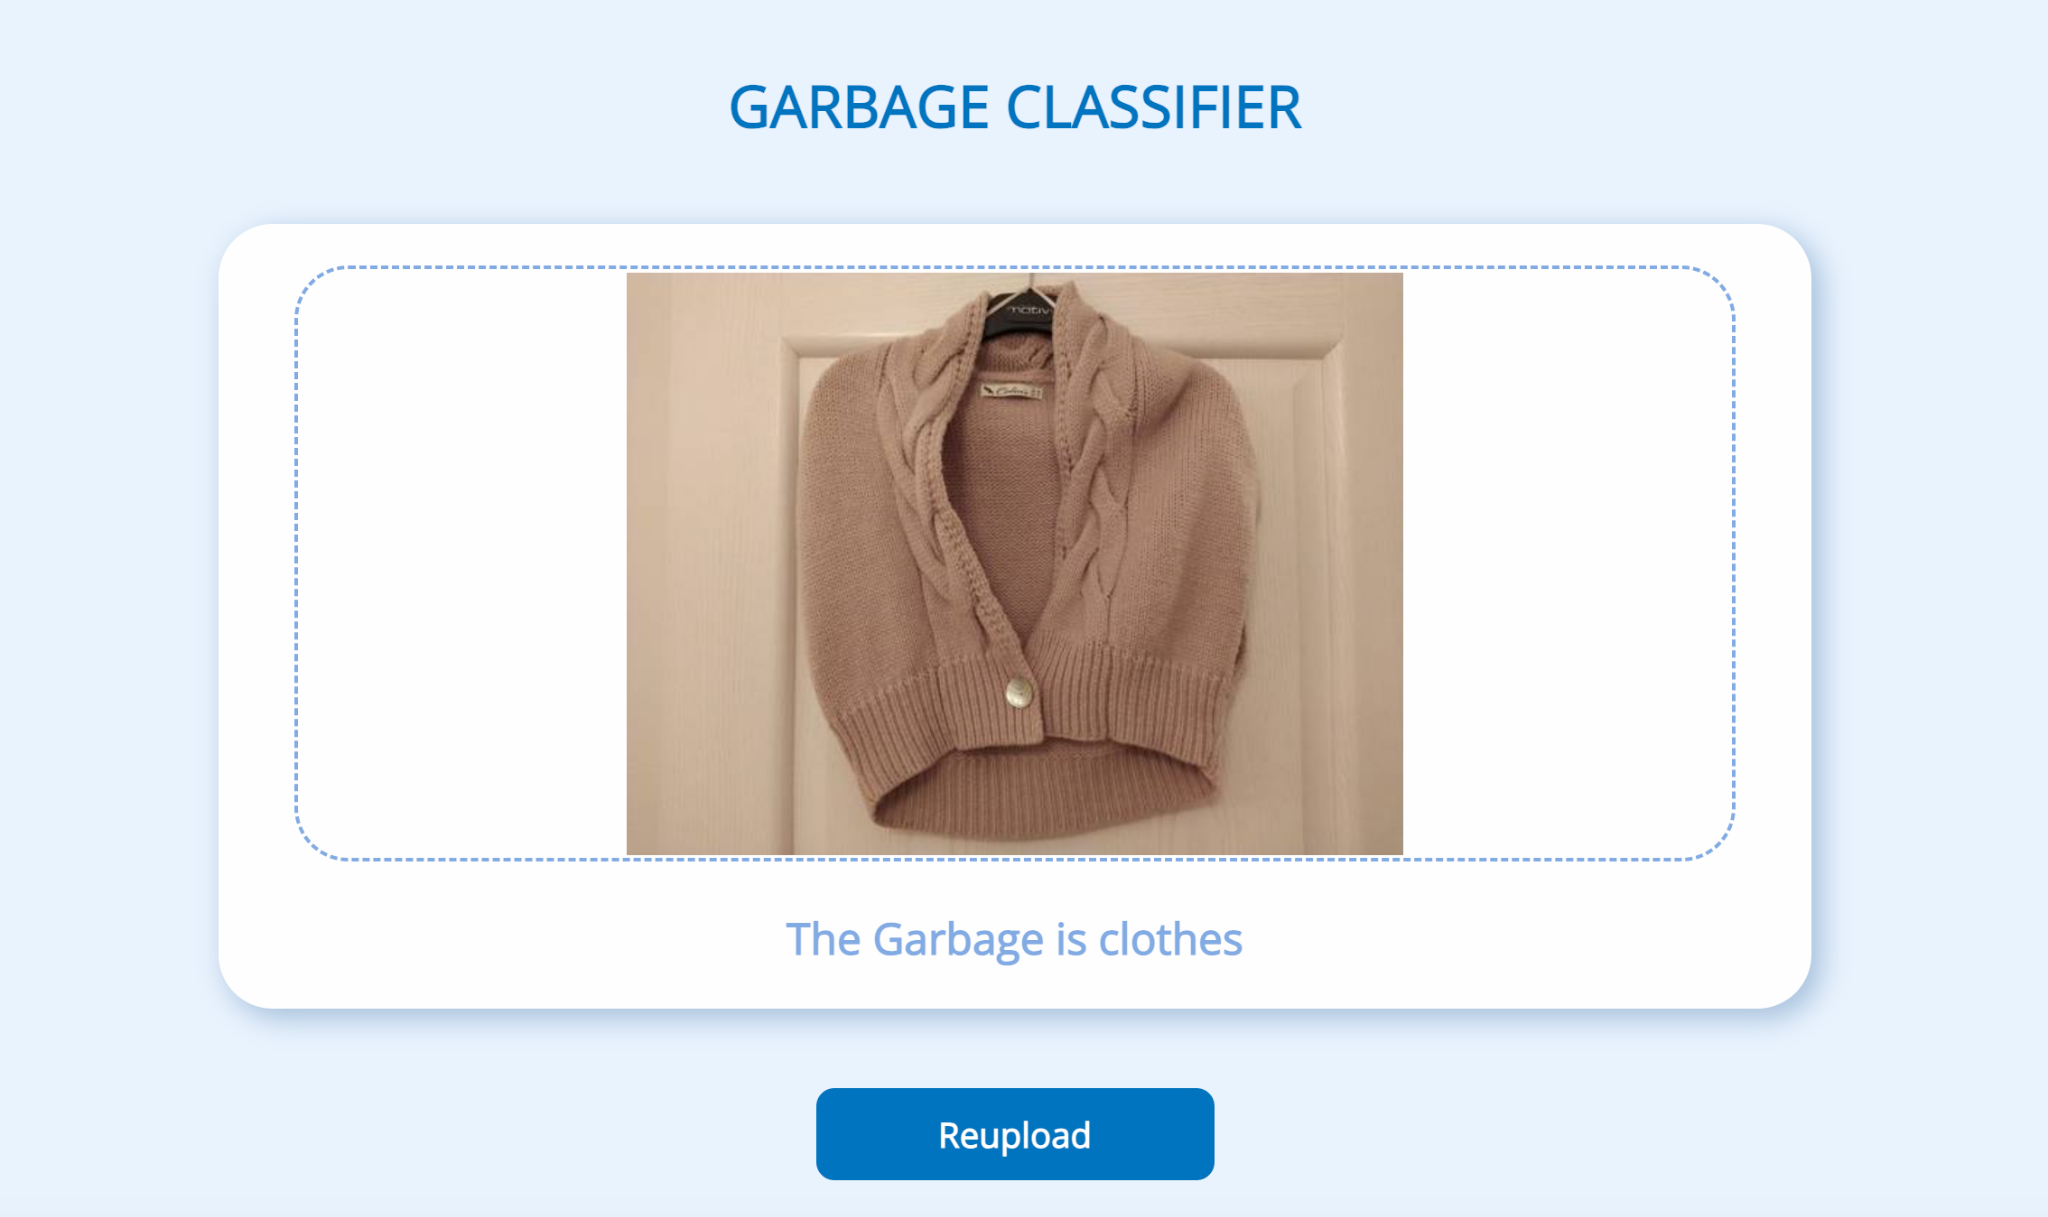 GARBAGE CLASSIFIER
The Garbage is clothes
Reupload